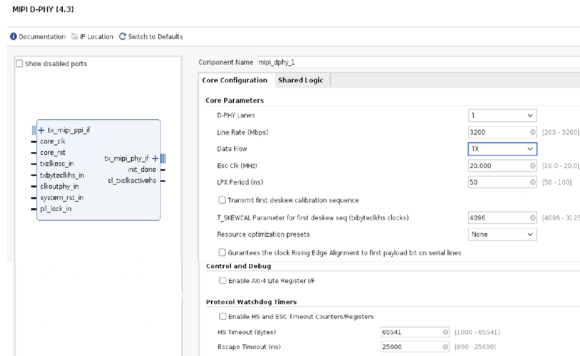 MIPI D-PHY (4.3)
Documentation IP Location Switch to Defaults
Show disabled ports
Component Name mipi_dphy_1
Core Configuration Shared Logic
Core Parameters
D-PHY Lanes 1
Line Rate (Mbps) 3200 [260 - 3200]
Data Flow TX
Esc Clk (MHz) 20.000 [10.0 - 20.0]
LPX Period (ns) 50 [50 - 100]
Transmit first deskew calibration sequence
T_SKEWCAL Parameter for first deskew seq (txbyteclkhs clocks) 4096 [4096 - 3125
Resource optimization presets None
Gurantees the clock Rising Edge Alignment to first payload bit on serial lines
Control and Debug
Enable AXI-4 Lite Register I/F
Protocol Watchdog Timers
Enable HS and ESC Timeout Counters/Registers
HS Timeout (Bytes) 65541 [1000 - 65541]
Escape Timeout (ns) 25600 [800 - 25600]
+ tx_mipi_ppi_if
core_clk
core_rst
txclkesc_in
txbyteclkhs_in
clkoutphy_in
system_rst_in
pll_lock_in
tx_mipi_phy_if +
init_done
cl_txclkactivehs